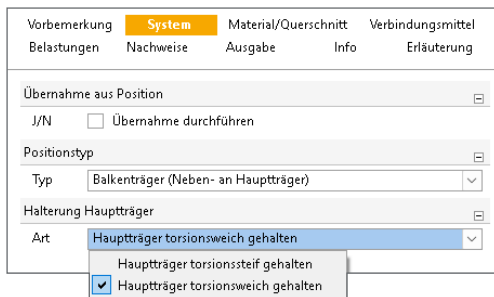 Vorbemerkung System Material/Querschnitt Verbindungsmittel
Belastungen Nachweise Ausgabe Info Erläuterung
Übernahme aus Position
J/N Übernahme durchführen
Positionstyp
Typ Balkenträger (Neben- an Hauptträger)
Halterung Hauptträger
Art Hauptträger torsionsweich gehalten
Hauptträger torsionssteif gehalten
Hauptträger torsionsweich gehalten